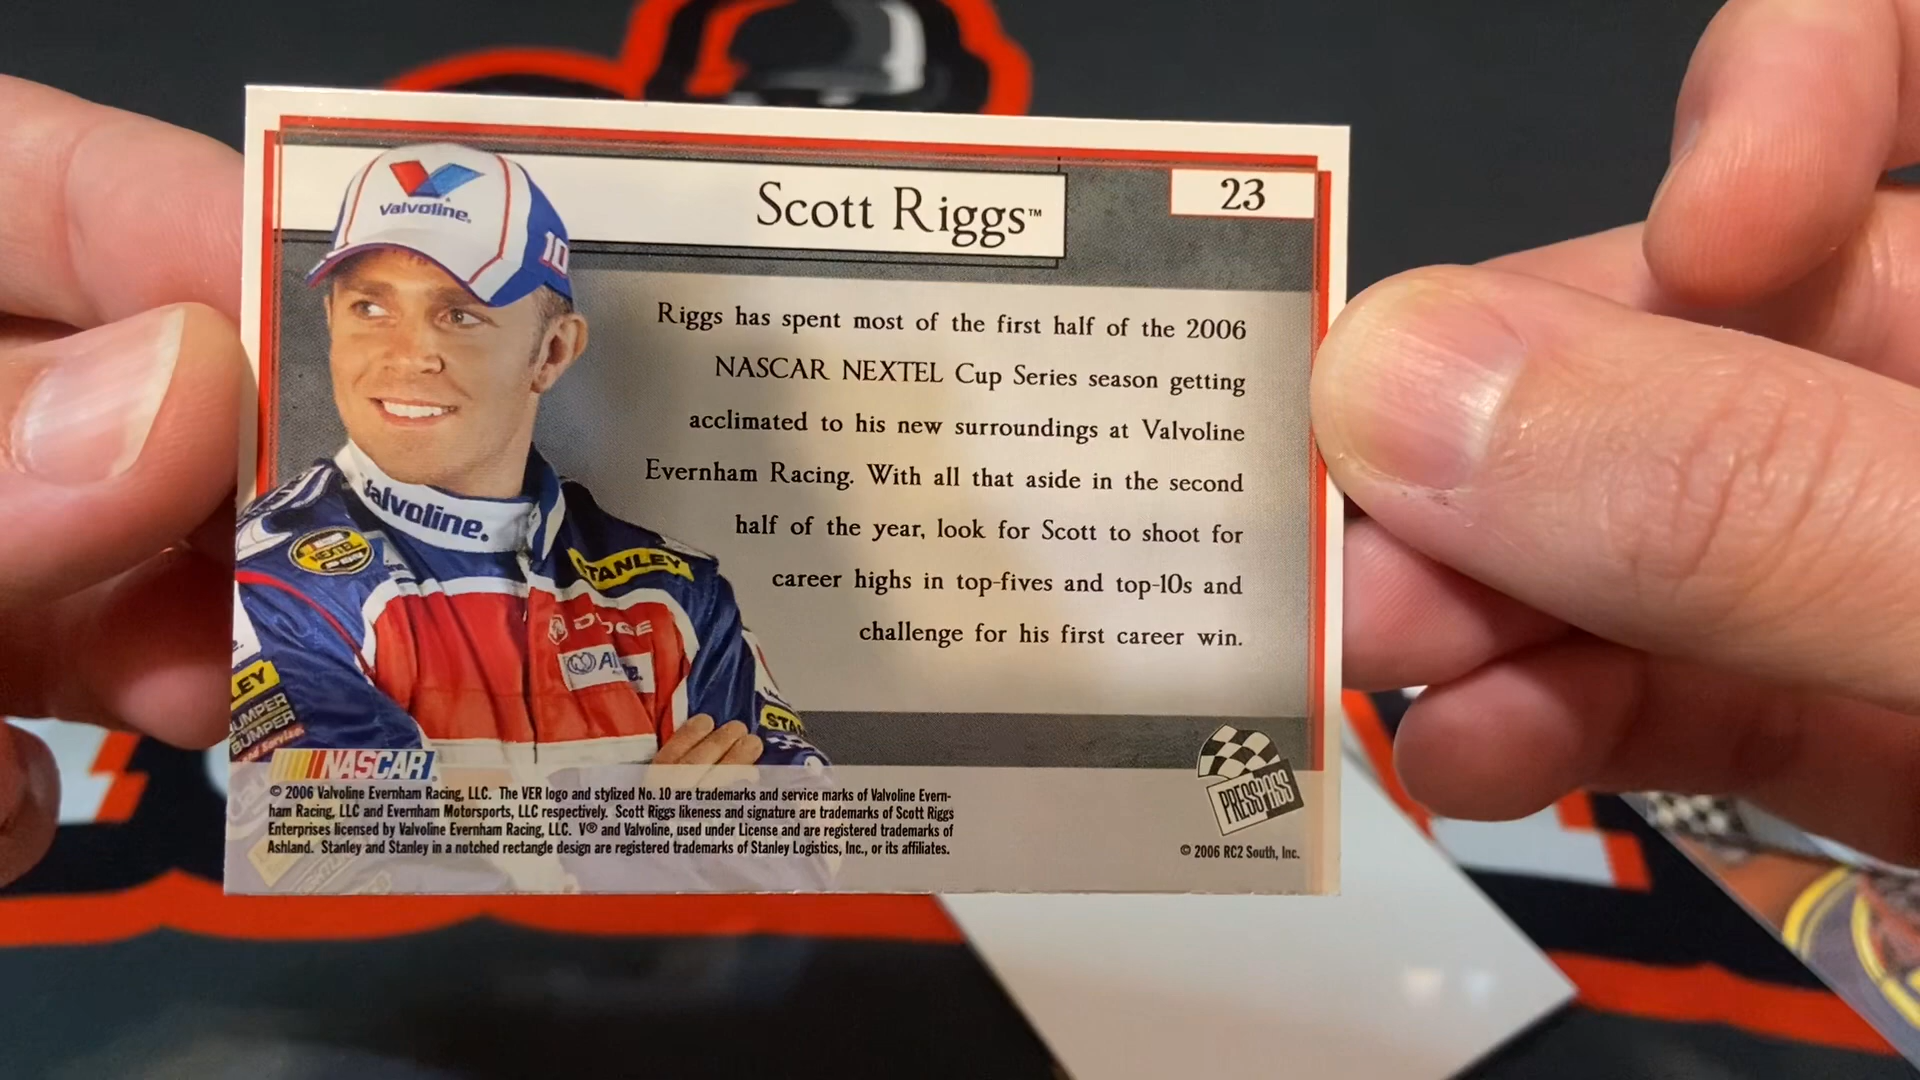 Valvoline
10
Scott Riggs™
23
Riggs has spent most of the first half of the 2006
NASCAR NEXTEL Cup Series season getting
acclimated to his new surroundings at Valvoline
Evernham Racing. With all that aside in the second
half of the year, look for Scott to shoot for
career highs in top-fives and top-10s and
challenge for his first career win.
Valvoline.
NEXTEL
STANLEY
DODGE
LEY
BUMPER
BUMPER
STA
NASCAR
© 2006 Valvoline Evernham Racing, LLC. The VER logo and stylized No. 10 are trademarks and service marks of Valvoline Evern-
ham Racing, LLC and Evernham Motorsports, LLC respectively. Scott Riggs likeness and signature are trademarks of Scott Riggs
Enterprises licensed by Valvoline Evernham Racing, LLC. V® and Valvoline, used under License and are registered trademarks of
Ashland. Stanley and Stanley in a notched rectangle design are registered trademarks of Stanley Logistics, Inc., or its affiliates.
PRESS PASS
© 2006 RC2 South, Inc.